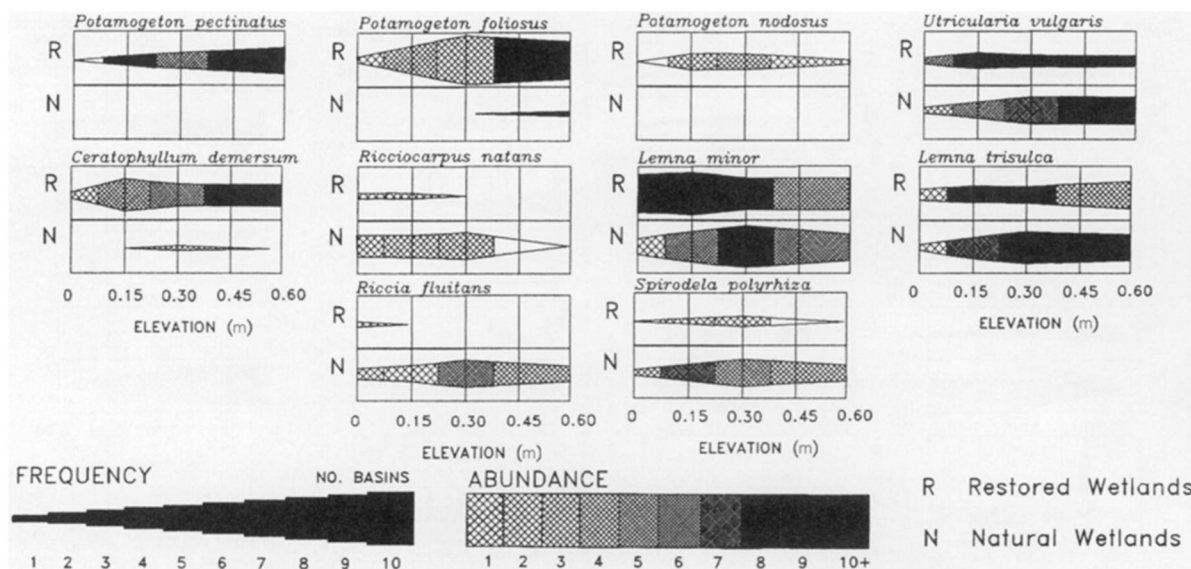 Potamogeton pectinatus Potamogeton foliosus Potamogeton nodosus Utricularia vulgaris
R R R R
N N N N
Ceratophyllum demersum Ricciocarpus natans Lemna minor Lemna trisulca
R R R R
N N N N
0 0.15 0.30 0.45 0.60 0 0.15 0.30 0.45 0.60
ELEVATION (m) Riccia fluitans Spirodela polyrhiza ELEVATION (m)
R R
N N
0 0.15 0.30 0.45 0.60 0 0.15 0.30 0.45 0.60
ELEVATION (m) ELEVATION (m)
FREQUENCY NO. BASINS ABUNDANCE R Restored Wetlands
N Natural Wetlands
1 2 3 4 5 6 7 8 9 10 1 2 3 4 5 6 7 8 9 10+